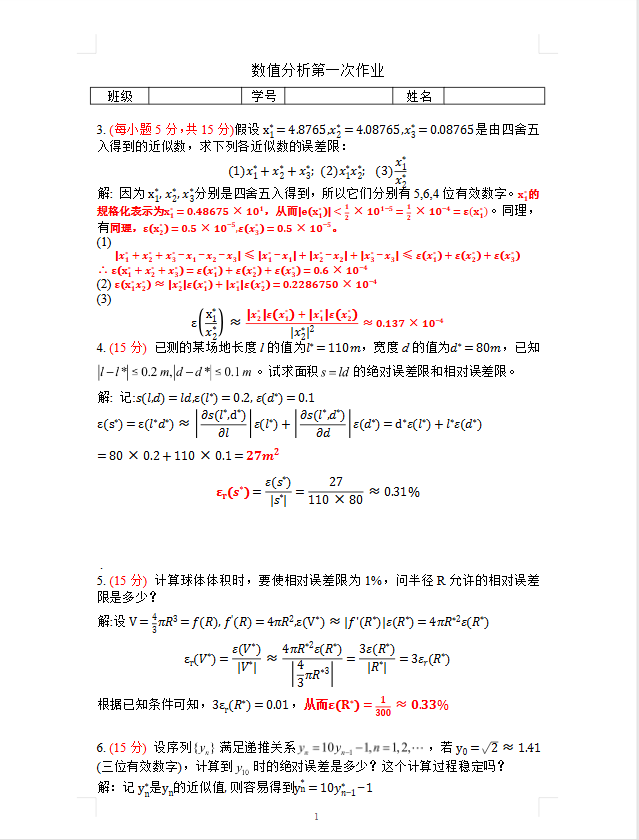 数值分析第一次作业
班级 学号 姓名
3. (每小题 5 分，共 15 分)假设 x₁* = 4.8765, x₂* = 4.08765, x₃* = 0.08765 是由四舍五
入得到的近似数，求下列各近似数的误差限：
(1) x₁* + x₂* + x₃*; (2) x₁*x₂*; (3) x₁*/x₂*
解: 因为 x₁*, x₂*, x₃*分别是四舍五入得到，所以它们分别有 5,6,4 位有效数字。x₁*的
规格化表示为x₁* = 0.48675 × 10¹，从而|e(x₁*)| < 1/2 × 10¹⁻⁵ = 1/2 × 10⁻⁴ = ε(x₁*)。同理，
有同理，ε(x₂*) = 0.5 × 10⁻⁵,ε(x₃*) = 0.5 × 10⁻⁵。
(1)
|x₁* + x₂* + x₃* - x₁ - x₂ - x₃| ≤ |x₁* - x₁| + |x₂* - x₂| + |x₃* - x₃| ≤ ε(x₁*) + ε(x₂*) + ε(x₃*)
∴ ε(x₁* + x₂* + x₃*) = ε(x₁*) + ε(x₂*) + ε(x₃*) = 0.6 × 10⁻⁴
(2) ε(x₁*x₂*) ≈ |x₂*|ε(x₁*) + |x₁*|ε(x₂*) = 0.2286750 × 10⁻⁴
(3)
ε(x₁*/x₂*) ≈ (|x₂*|ε(x₁*) + |x₁*|ε(x₂*))/|x₂*|² ≈ 0.137 × 10⁻⁴
4. (15 分) 已测的某场地长度 l 的值为l* = 110m，宽度 d 的值为d* = 80m，已知
|l - l*| ≤ 0.2 m, |d - d*| ≤ 0.1 m 。试求面积 s = ld 的绝对误差限和相对误差限。
解: 记:s(l,d) = ld,ε(l*) = 0.2, ε(d*) = 0.1
ε(s*) = ε(l*d*) ≈ |∂s(l*,d*)/∂l| ε(l*) + |∂s(l*,d*)/∂d| ε(d*) = d*ε(l*) + l*ε(d*)
= 80 × 0.2 + 110 × 0.1 = 27m²
εᵣ(s*) = ε(s*)/|s*| = 27/(110 × 80) ≈ 0.31%
.
5. (15 分) 计算球体体积时，要使相对误差限为 1%，问半径 R 允许的相对误差
限是多少？
解:设 V = 4/3 πR³ = f(R), f′(R) = 4πR²,ε(V*) ≈ |f′(R*)|ε(R*) = 4πR*²ε(R*)
εᵣ(V*) = ε(V*)/|V*| ≈ 4πR*²ε(R*)/|4/3 πR*³| = 3ε(R*)/|R*| = 3εᵣ(R*)
根据已知条件可知，3εᵣ(R*) = 0.01，从而ε(R*) = 1/300 ≈ 0.33%
6. (15 分) 设序列{yₙ} 满足递推关系 yₙ = 10yₙ₋₁ − 1, n = 1, 2, ⋯ ，若 y₀ = √2 ≈ 1.41
(三位有效数字)，计算到 y₁₀ 时的绝对误差是多少？这个计算过程稳定吗？
解：记 yₙ*是yₙ的近似值, 则容易得到yₙ* = 10yₙ₋₁* − 1
1